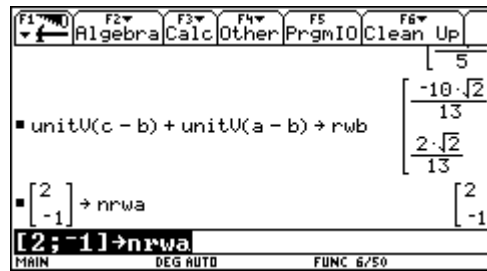 F1 F2 Algebra F3 Calc F4 Other F5 PrgmIO F6 Clean Up
5
unitV(c - b) + unitV(a - b) → rwb [-10·√2/13
2·√2/13
[2 -1] → nrwa [2 -1
[2;-1]→nrwa
MAIN DEG AUTO FUNC 6/50